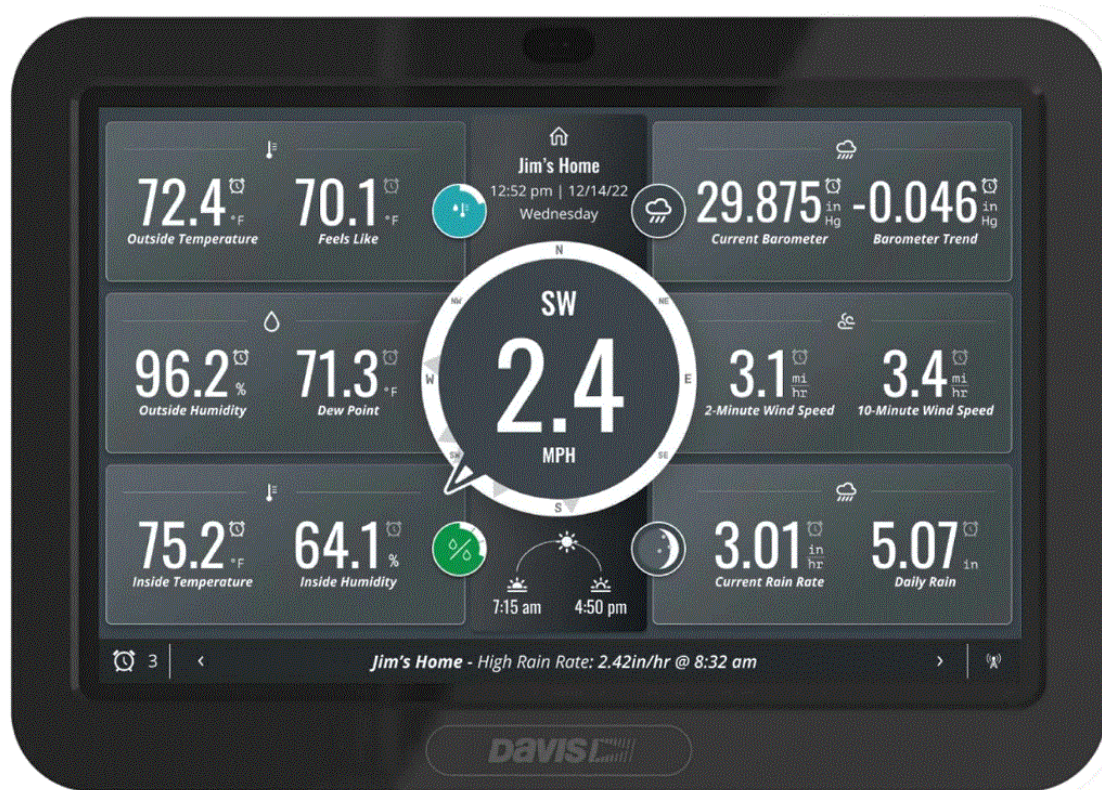 Jim's Home
12:52 pm | 12/14/22
Wednesday
72.4 °F
Outside Temperature
70.1 °F
Feels Like
29.875 in Hg
Current Barometer
-0.046 in Hg
Barometer Trend
N
NW
NE
W
E
SW
SE
S
SW
2.4
MPH
96.2 %
Outside Humidity
71.3 °F
Dew Point
3.1 mi hr
2-Minute Wind Speed
3.4 mi hr
10-Minute Wind Speed
75.2 °F
Inside Temperature
64.1 %
Inside Humidity
7:15 am
4:50 pm
3.01 in hr
Current Rain Rate
5.07 in
Daily Rain
3
Jim's Home - High Rain Rate: 2.42in/hr @ 8:32 am
DAVIS